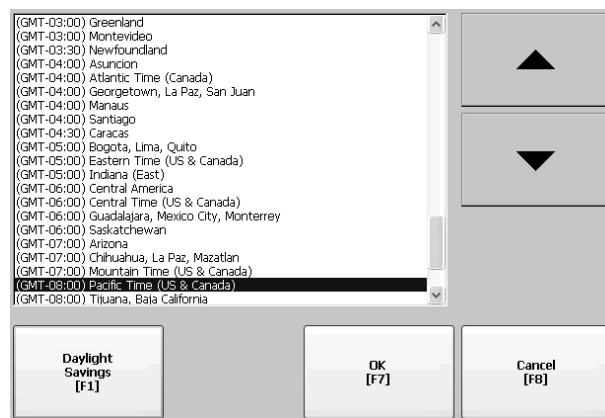 (GMT-03:00) Greenland
(GMT-03:00) Montevideo
(GMT-03:30) Newfoundland
(GMT-04:00) Asuncion
(GMT-04:00) Atlantic Time (Canada)
(GMT-04:00) Georgetown, La Paz, San Juan
(GMT-04:00) Manaus
(GMT-04:00) Santiago
(GMT-04:30) Caracas
(GMT-05:00) Bogota, Lima, Quito
(GMT-05:00) Eastern Time (US & Canada)
(GMT-05:00) Indiana (East)
(GMT-06:00) Central America
(GMT-06:00) Central Time (US & Canada)
(GMT-06:00) Guadalajara, Mexico City, Monterrey
(GMT-06:00) Saskatchewan
(GMT-07:00) Arizona
(GMT-07:00) Chihuahua, La Paz, Mazatlan
(GMT-07:00) Mountain Time (US & Canada)
(GMT-08:00) Pacific Time (US & Canada)
(GMT-08:00) Tijuana, Baja California
Daylight
Savings
[F1]
OK
[F7]
Cancel
[F8]